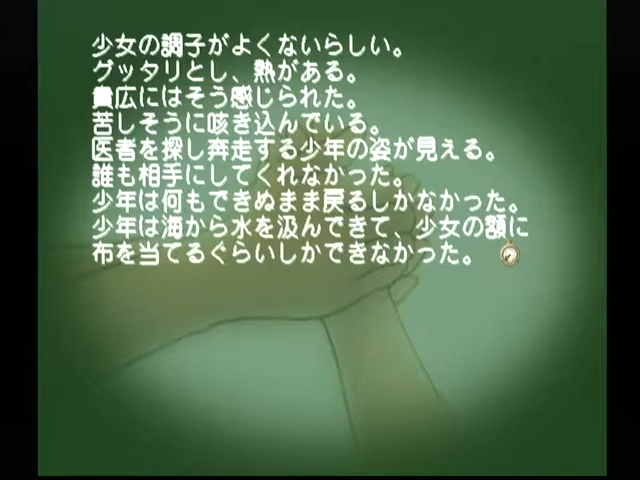 少女の調子がよくないらしい。
グッタリとし、熱がある。
貴広にはそう感じられた。
苦しそうに咳き込んでいる。
医者を探し奔走する少年の姿が見える。
誰も相手にしてくれなかった。
少年は何もできぬまま戻るしかなかった。
少年は海から水を汲んできて、少女の額に
布を当てるぐらいしかできなかった。